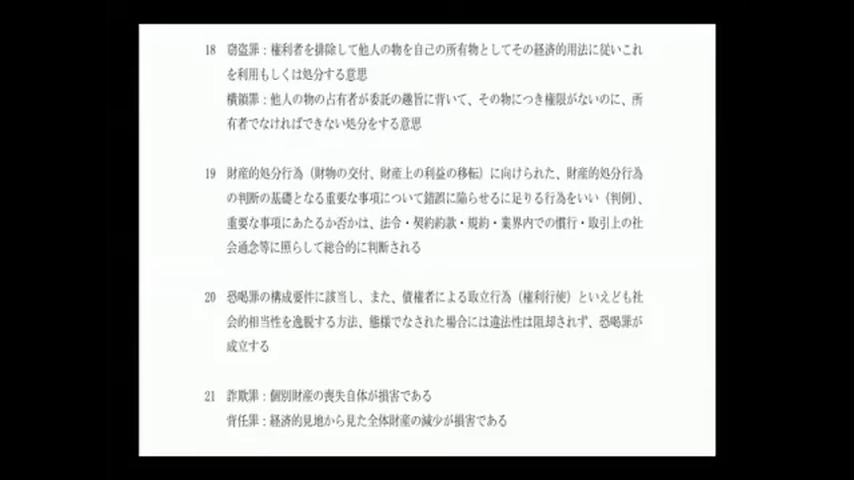 18 窃盗罪：権利者を排除して他人の物を自己の所有物としてその経済的用法に従いこれ
を利用もしくは処分する意思
横領罪：他人の物の占有者が委託の趣旨に背いて、その物につき権限がないのに、所
有者でなければできない処分をする意思
19 財産的処分行為（財物の交付、財産上の利益の移転）に向けられた、財産的処分行為
の判断の基礎となる重要な事項について錯誤に陥らせるに足りる行為をいい（判例）、
重要な事項にあたるか否かは、法令・契約約款・規約・業界内での慣行・取引上の社
会通念等に照らして総合的に判断される
20 恐喝罪の構成要件に該当し、また、債権者による取立行為（権利行使）といえども社
会的相当性を逸脱する方法、態様でなされた場合には違法性は阻却されず、恐喝罪が
成立する
21 詐欺罪：個別財産の喪失自体が損害である
背任罪：経済的見地から見た全体財産の減少が損害である